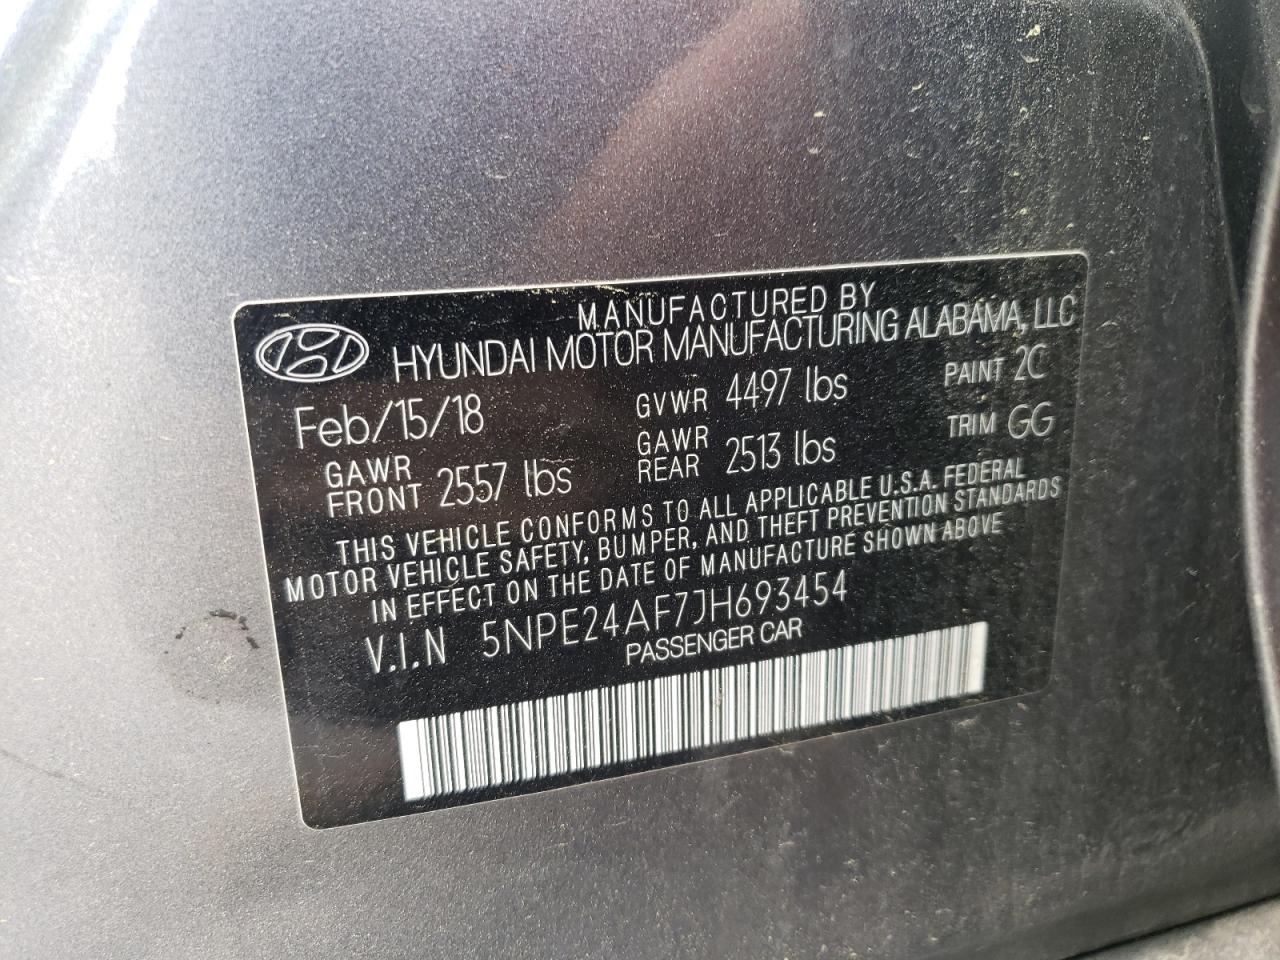 MANUFACTURED BY
HYUNDAI MOTOR MANUFACTURING ALABAMA, LLC
Feb/15/18 GVWR 4497 lbs PAINT 2C
GAWR FRONT 2557 lbs GAWR REAR 2513 lbs TRIM GG
THIS VEHICLE CONFORMS TO ALL APPLICABLE U.S.A. FEDERAL
MOTOR VEHICLE SAFETY, BUMPER, AND THEFT PREVENTION STANDARDS
IN EFFECT ON THE DATE OF MANUFACTURE SHOWN ABOVE
V.I.N 5NPE24AF7JH693454
PASSENGER CAR